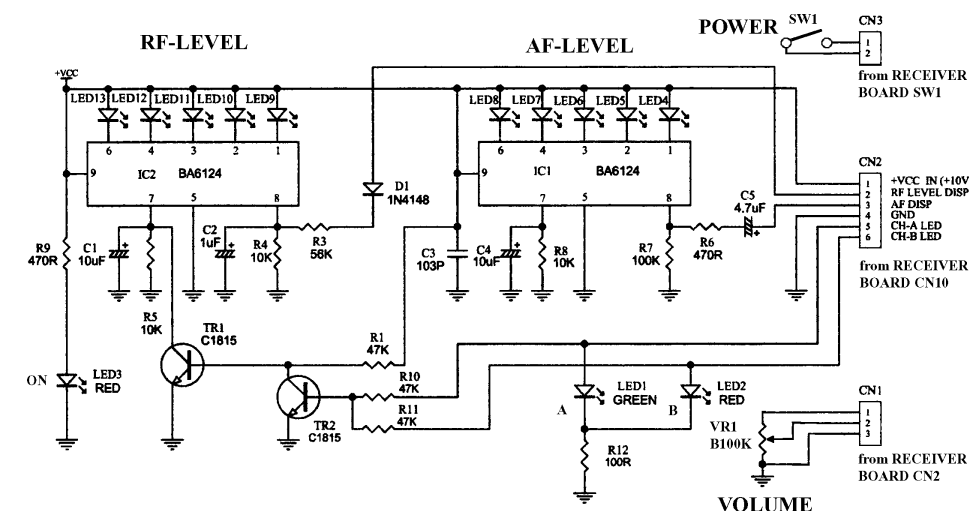 RF-LEVEL
AF-LEVEL
POWER
SW1
CN3
1
2
from RECEIVER
BOARD SW1
+VCC
LED13 LED12 LED11 LED10 LED9
LED8 LED7 LED6 LED5 LED4
6 4 3 2 1
9 IC2 BA6124
7 5 8
6 4 3 2 1
9 IC1 BA6124
7 5 8
D1
1N4148
CN2
1 +VCC IN (+10V
2 RF LEVEL DISP
3 AF DISP
4 GND
5 CH-A LED
6 CH-B LED
from RECEIVER
BOARD CN10
C5
4.7uF
R9
470R
C1
10uF
C2
1uF
R4
10K
R3
56K
C3
103P
C4
10uF
R8
10K
R7
100K
R6
470R
R5
10K
TR1
C1815
R1
47K
ON
LED3
RED
R10
47K
R11
47K
TR2
C1815
A
LED1
GREEN
B
LED2
RED
R12
100R
CN1
1
2
3
VR1
B100K
from RECEIVER
BOARD CN2
VOLUME